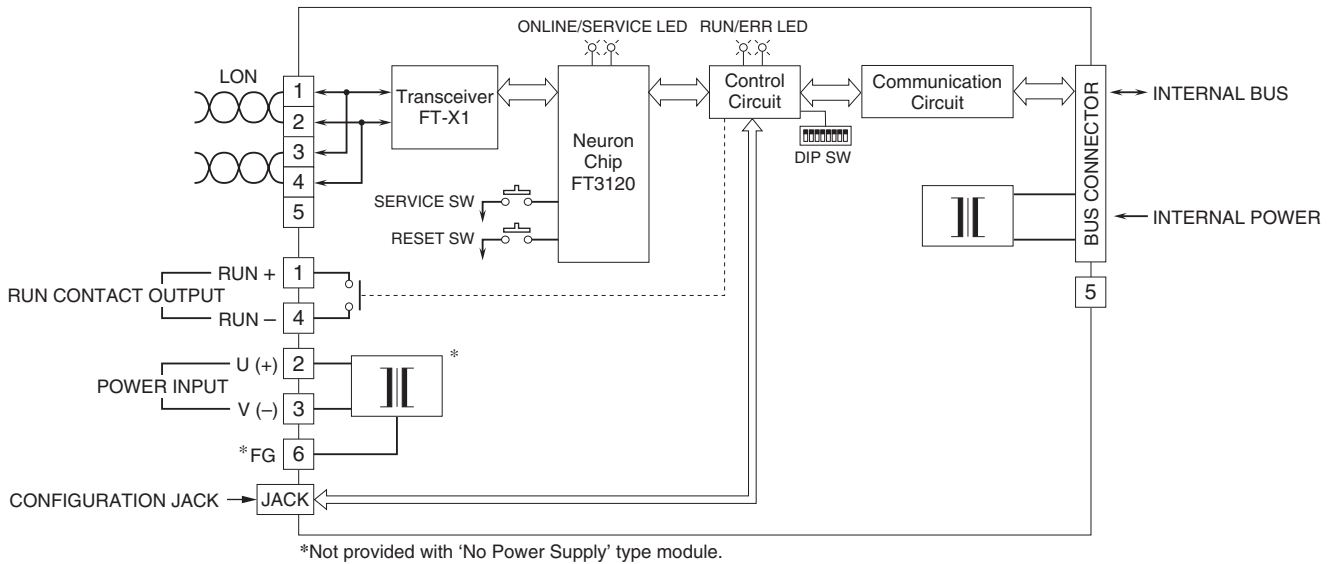 ONLINE/SERVICE LED
RUN/ERR LED
LON
1
2
3
4
5
Transceiver
FT-X1
Neuron
Chip
FT3120
Control
Circuit
Communication
Circuit
DIP SW
BUS CONNECTOR
INTERNAL BUS
INTERNAL POWER
5
SERVICE SW
RESET SW
RUN CONTACT OUTPUT
RUN +
1
RUN –
4
POWER INPUT
U (+)
2
V (–)
3
*
*FG
6
CONFIGURATION JACK
JACK
*Not provided with ‘No Power Supply’ type module.